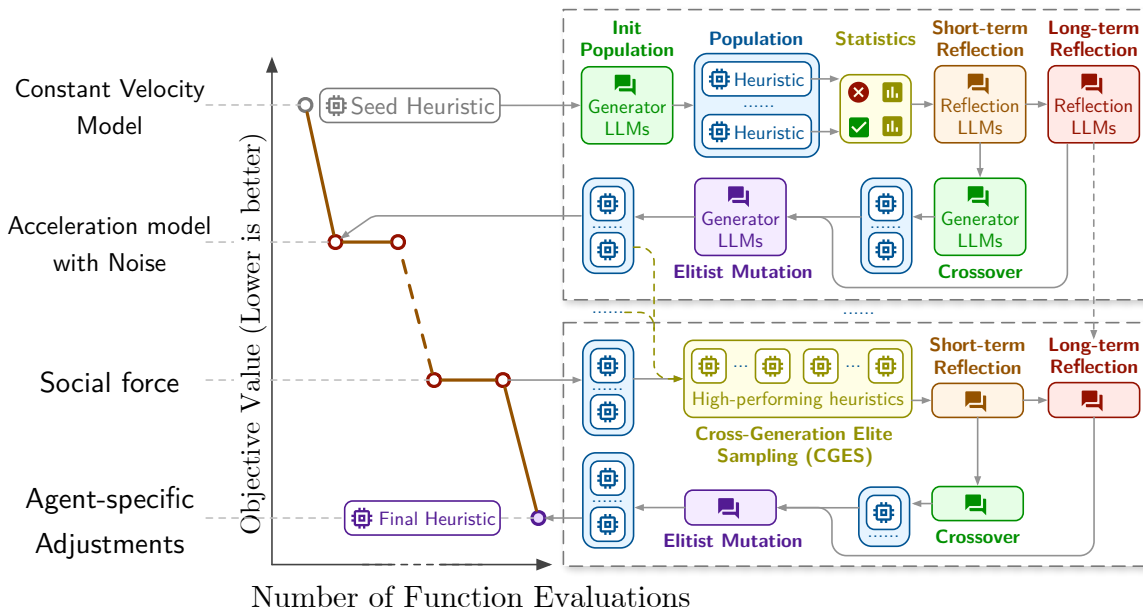 Constant Velocity
Model
Acceleration model
with Noise
Social force
Agent-specific
Adjustments
Objective Value (Lower is better)
Number of Function Evaluations
Seed Heuristic
Final Heuristic
Init
Population
Generator
LLMs
Population
Heuristic
......
Heuristic
Statistics
Short-term
Reflection
Reflection
LLMs
Long-term
Reflection
Reflection
LLMs
......
Generator
LLMs
Elitist Mutation
......
Generator
LLMs
Crossover
......
......
......
... ...
High-performing heuristics
Cross-Generation Elite
Sampling (CGES)
Short-term
Reflection
Long-term
Reflection
......
Elitist Mutation
......
Crossover